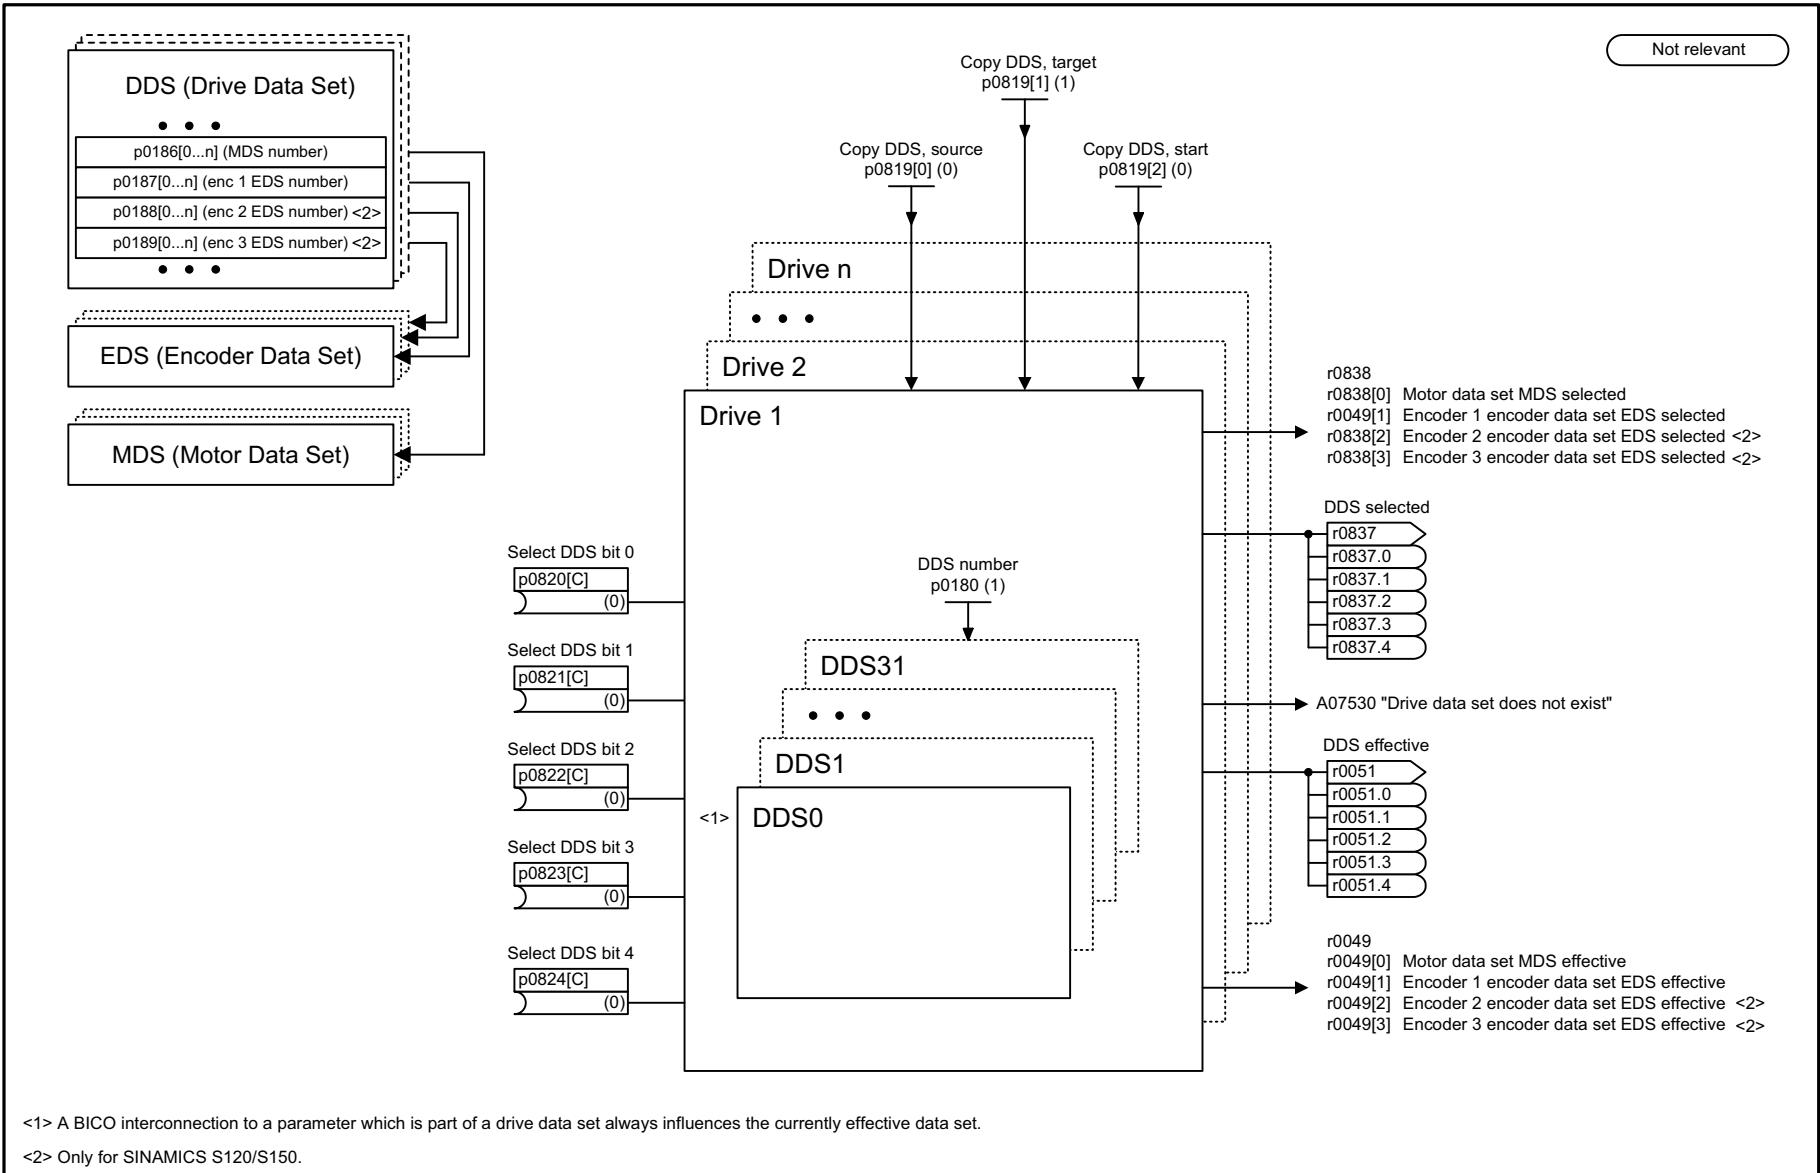 Not relevant
DDS (Drive Data Set)
• • •
p0186[0...n] (MDS number)
p0187[0...n] (enc 1 EDS number)
p0188[0...n] (enc 2 EDS number) <2>
p0189[0...n] (enc 3 EDS number) <2>
• • •
EDS (Encoder Data Set)
MDS (Motor Data Set)
Copy DDS, target
p0819[1] (1)
Copy DDS, source
p0819[0] (0)
Copy DDS, start
p0819[2] (0)
Drive n
• • •
Drive 2
Drive 1
Select DDS bit 0
p0820[C]
(0)
Select DDS bit 1
p0821[C]
(0)
Select DDS bit 2
p0822[C]
(0)
Select DDS bit 3
p0823[C]
(0)
Select DDS bit 4
p0824[C]
(0)
DDS number
p0180 (1)
DDS31
• • •
DDS1
<1>
DDS0
r0838
r0838[0] Motor data set MDS selected
r0049[1] Encoder 1 encoder data set EDS selected
r0838[2] Encoder 2 encoder data set EDS selected <2>
r0838[3] Encoder 3 encoder data set EDS selected <2>
DDS selected
r0837
r0837.0
r0837.1
r0837.2
r0837.3
r0837.4
A07530 "Drive data set does not exist"
DDS effective
r0051
r0051.0
r0051.1
r0051.2
r0051.3
r0051.4
r0049
r0049[0] Motor data set MDS effective
r0049[1] Encoder 1 encoder data set EDS effective
r0049[2] Encoder 2 encoder data set EDS effective <2>
r0049[3] Encoder 3 encoder data set EDS effective <2>
<1> A BICO interconnection to a parameter which is part of a drive data set always influences the currently effective data set.
<2> Only for SINAMICS S120/S150.